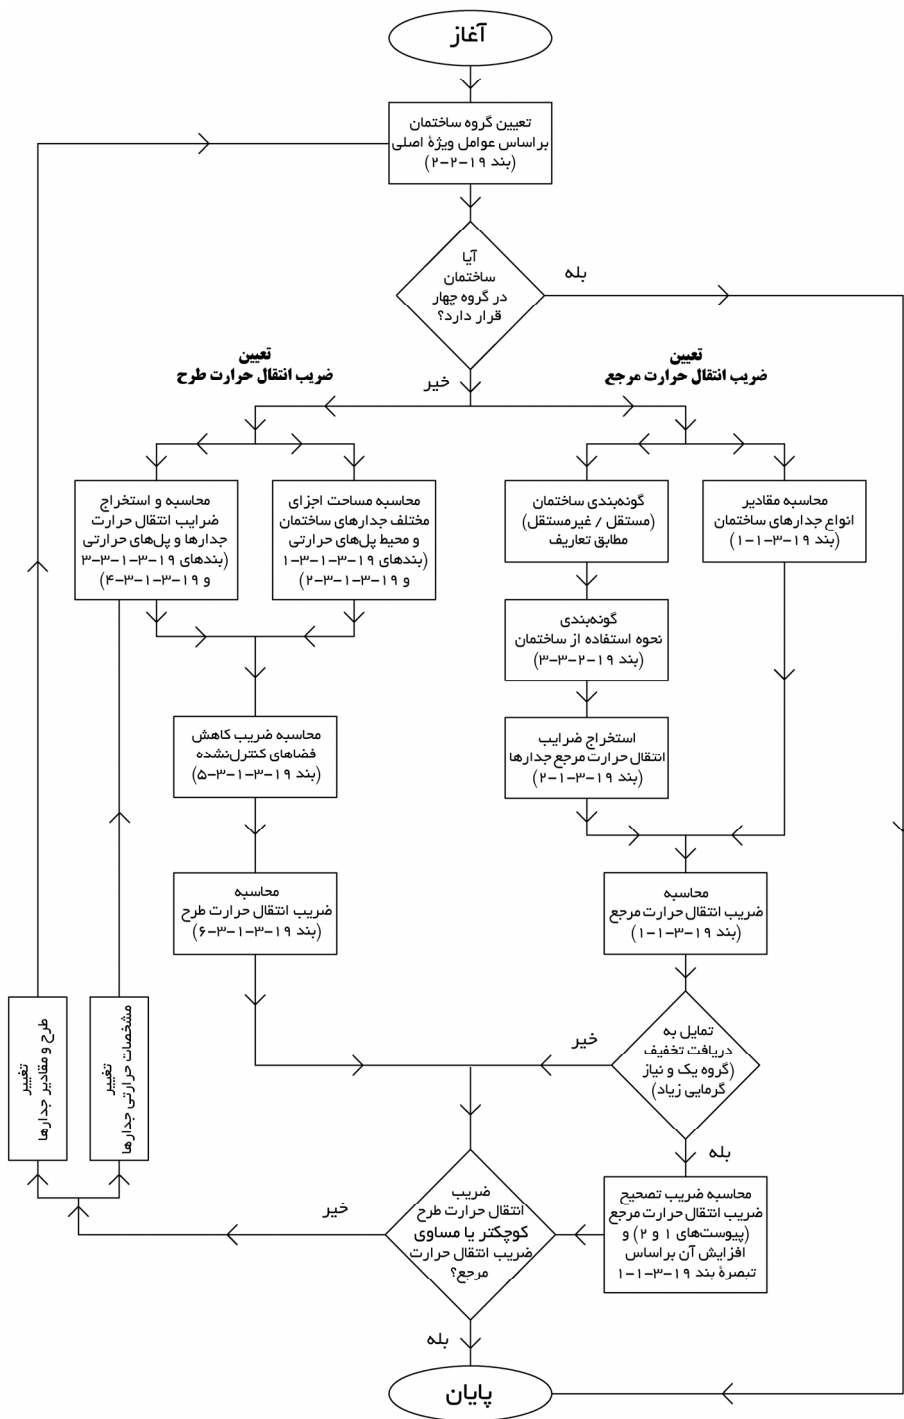 آغاز
تعیین گروه ساختمان
براساس عوامل ویژهٔ اصلی
(بند ۱۹-۲-۲)
آیا
ساختمان
در گروه چهار
قرار دارد؟
بله
خیر
تعیین
ضریب انتقال حرارت مرجع
تعیین
ضریب انتقال حرارت طرح
محاسبه مقادیر
انواع جدارهای ساختمان
(بند ۱۹-۳-۱-۱)
گونه‌بندی ساختمان
(مستقل / غیرمستقل)
مطابق تعاریف
محاسبه مساحت اجزای
مختلف جدارهای ساختمان
و محیط پل‌های حرارتی
(بندهای ۱۹-۳-۱-۳-۱
و ۱۹-۳-۱-۳-۲)
محاسبه و استخراج
ضرایب انتقال حرارت
جدارها و پل‌های حرارتی
(بندهای ۱۹-۳-۱-۳-۳
و ۱۹-۳-۱-۳-۴)
گونه‌بندی
نحوه استفاده از ساختمان
(بند ۱۹-۲-۳-۳)
استخراج ضرایب
انتقال حرارت مرجع جدارها
(بند ۱۹-۳-۱-۲)
محاسبه ضریب کاهش
فضاهای کنترل‌نشده
(بند ۱۹-۳-۱-۳-۵)
محاسبه
ضریب انتقال حرارت مرجع
(بند ۱۹-۳-۱-۱)
محاسبه
ضریب انتقال حرارت طرح
(بند ۱۹-۳-۱-۳-۶)
تمایل به
دریافت تخفیف
(گروه یک و نیاز
گرمایی زیاد)
خیر
بله
تغییر
مشخصات حرارتی جدارها
تغییر
طرح و مقادیر جدارها
محاسبه ضریب تصحیح
ضریب انتقال حرارت مرجع
(پیوست‌های ۱ و ۲) و
افزایش آن براساس
تبصرهٔ بند ۱۹-۳-۱-۱
ضریب
انتقال حرارت طرح
کوچکتر یا مساوی
ضریب انتقال حرارت
مرجع؟
خیر
بله
پایان